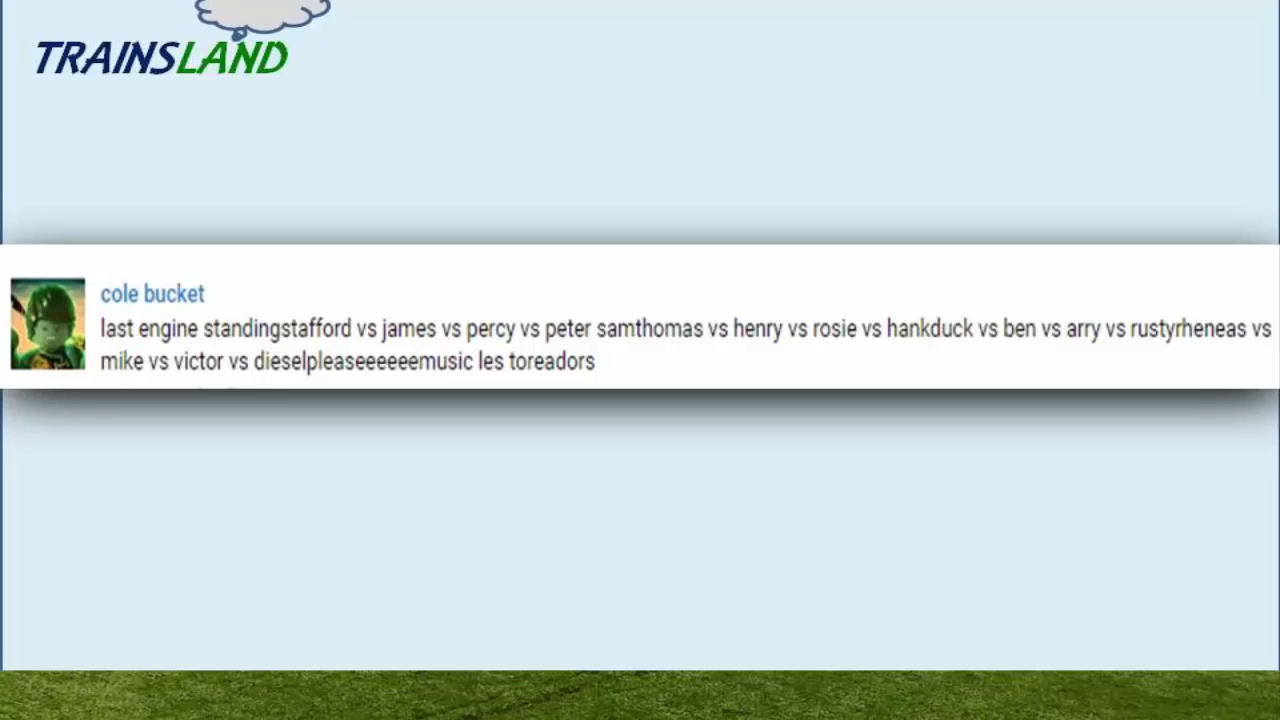 TRAINSLAND
cole bucket
last engine standingstafford vs james vs percy vs peter samthomas vs henry vs rosie vs hankduck vs ben vs arry vs rustyrheneas vs
mike vs victor vs dieselpleaseeeeeemusic les toreadors